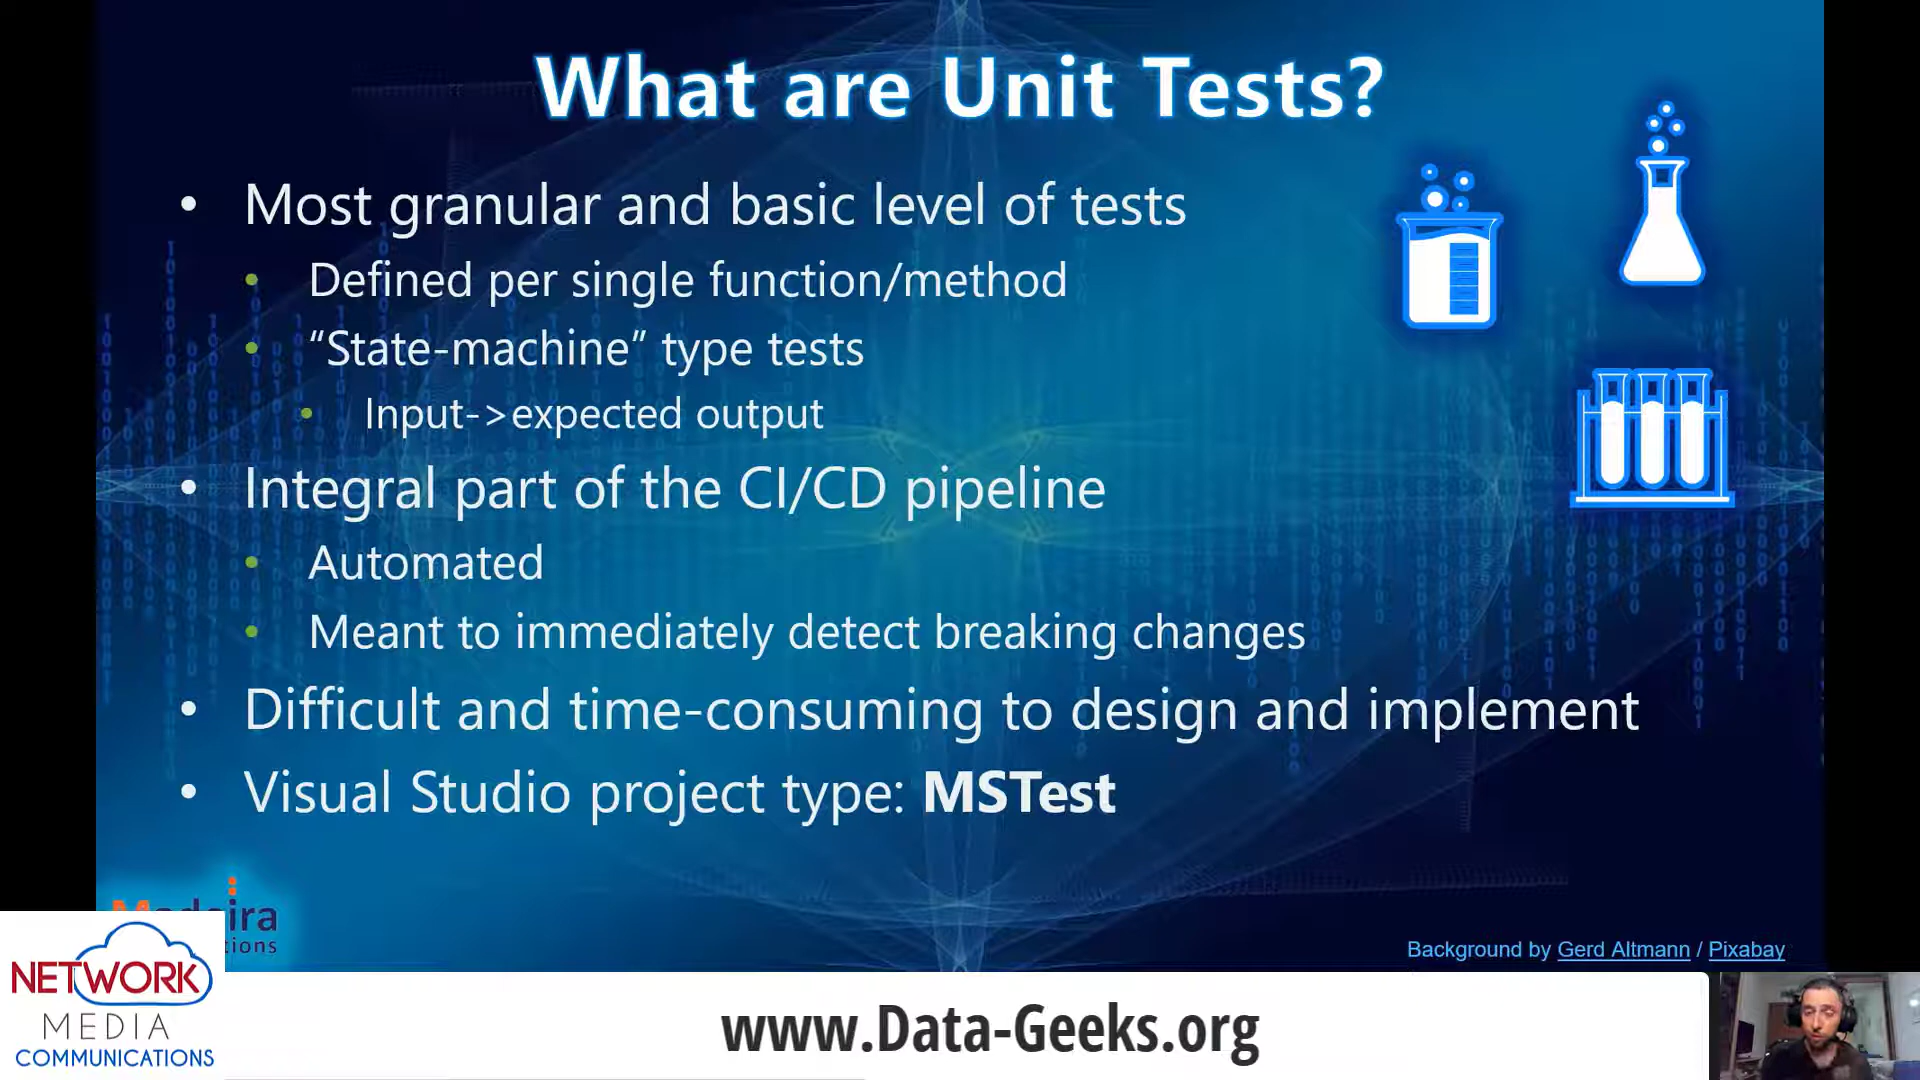 What are Unit Tests?
• Most granular and basic level of tests
• Defined per single function/method
• “State-machine” type tests
• Input->expected output
• Integral part of the CI/CD pipeline
• Automated
• Meant to immediately detect breaking changes
• Difficult and time-consuming to design and implement
• Visual Studio project type: MSTest
Background by Gerd Altmann / Pixabay
NETWORK
MEDIA
COMMUNICATIONS
www.Data-Geeks.org